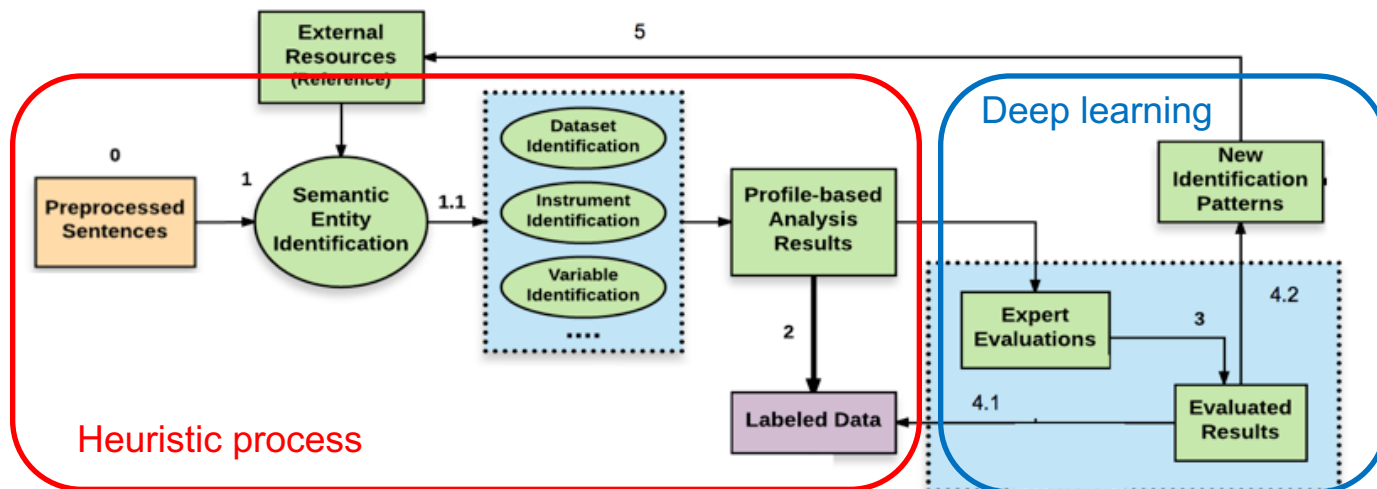 External
Resources
(Reference)
5
Deep learning
0
Preprocessed
Sentences
1
Semantic
Entity
Identification
1.1
Dataset
Identification
Instrument
Identification
Variable
Identification
....
Profile-based
Analysis
Results
2
Labeled Data
New
Identification
Patterns
Expert
Evaluations
3
4.2
4.1
Evaluated
Results
Heuristic process